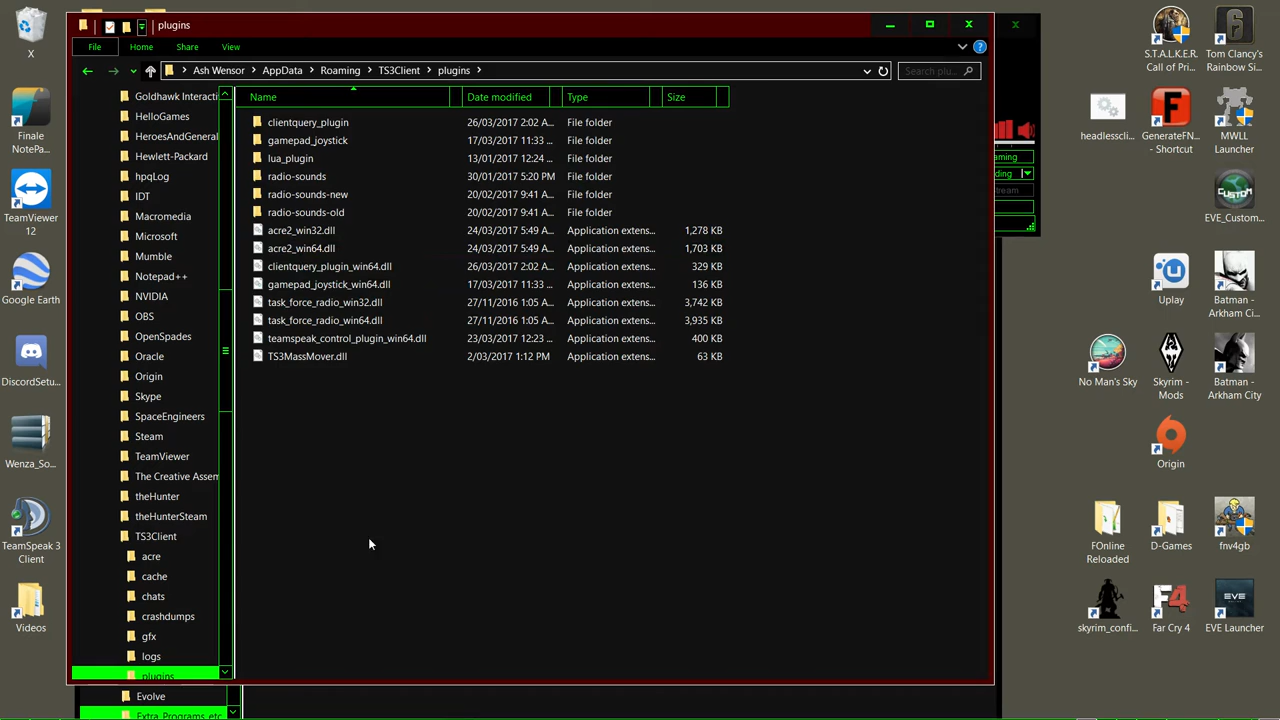 plugins
File Home Share View
Ash Wensor AppData Roaming TS3Client plugins
Search plu...
Name Date modified Type Size
clientquery_plugin 26/03/2017 2:02 A... File folder
gamepad_joystick 17/03/2017 11:33 ... File folder
lua_plugin 13/01/2017 12:24 ... File folder
radio-sounds 30/01/2017 5:20 PM File folder
radio-sounds-new 20/02/2017 9:41 A... File folder
radio-sounds-old 20/02/2017 9:41 A... File folder
acre2_win32.dll 24/03/2017 5:49 A... Application extens... 1,278 KB
acre2_win64.dll 24/03/2017 5:49 A... Application extens... 1,703 KB
clientquery_plugin_win64.dll 26/03/2017 2:02 A... Application extens... 329 KB
gamepad_joystick_win64.dll 17/03/2017 11:33 ... Application extens... 136 KB
task_force_radio_win32.dll 27/11/2016 1:05 A... Application extens... 3,742 KB
task_force_radio_win64.dll 27/11/2016 1:05 A... Application extens... 3,935 KB
teamspeak_control_plugin_win64.dll 23/03/2017 12:23 ... Application extens... 400 KB
TS3MassMover.dll 2/03/2017 1:12 PM Application extens... 63 KB
Goldhawk Interacti
HelloGames
HeroesAndGeneral
Hewlett-Packard
hpqLog
IDT
Macromedia
Microsoft
Mumble
Notepad++
NVIDIA
OBS
OpenSpades
Oracle
Origin
Skype
SpaceEngineers
Steam
TeamViewer
The Creative Assem
theHunter
theHunterSteam
TS3Client
acre
cache
chats
crashdumps
gfx
logs
plugins
Evolve
Extra Programs etc
X
Finale
NotePa...
TeamViewer
12
Google Earth
DiscordSetu...
Wenza_So...
TeamSpeak 3
Client
Videos
aming
ding
ream
S.T.A.L.K.E.R.
Call of Pri...
Tom Clancy's
Rainbow Si...
headlesscli...
GenerateFN...
- Shortcut
MWLL
Launcher
EVE_Custom...
Uplay
Batman -
Arkham Ci...
No Man's Sky
Skyrim -
Mods
Batman -
Arkham City
Origin
FOnline
Reloaded
D-Games
fnv4gb
skyrim_confi...
Far Cry 4
EVE Launcher